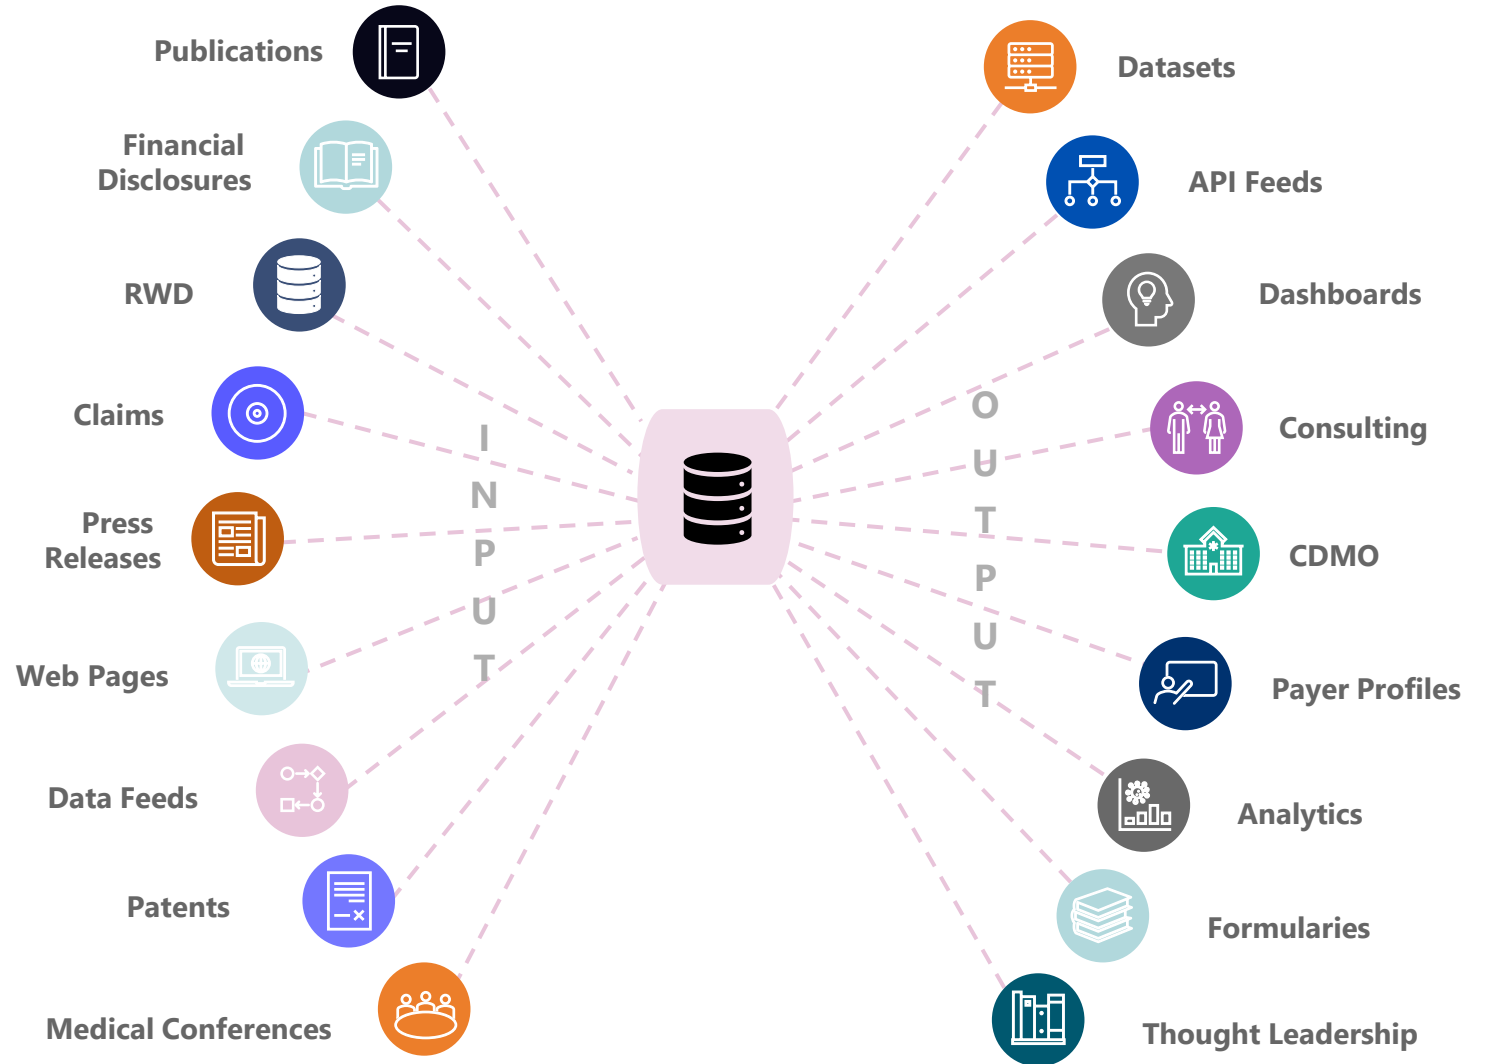 Publications
Financial
Disclosures
RWD
Claims
Press
Releases
Web Pages
Data Feeds
Patents
Medical Conferences
I
N
P
U
T
O
U
T
P
U
T
Datasets
API Feeds
Dashboards
Consulting
CDMO
Payer Profiles
Analytics
Formularies
Thought Leadership